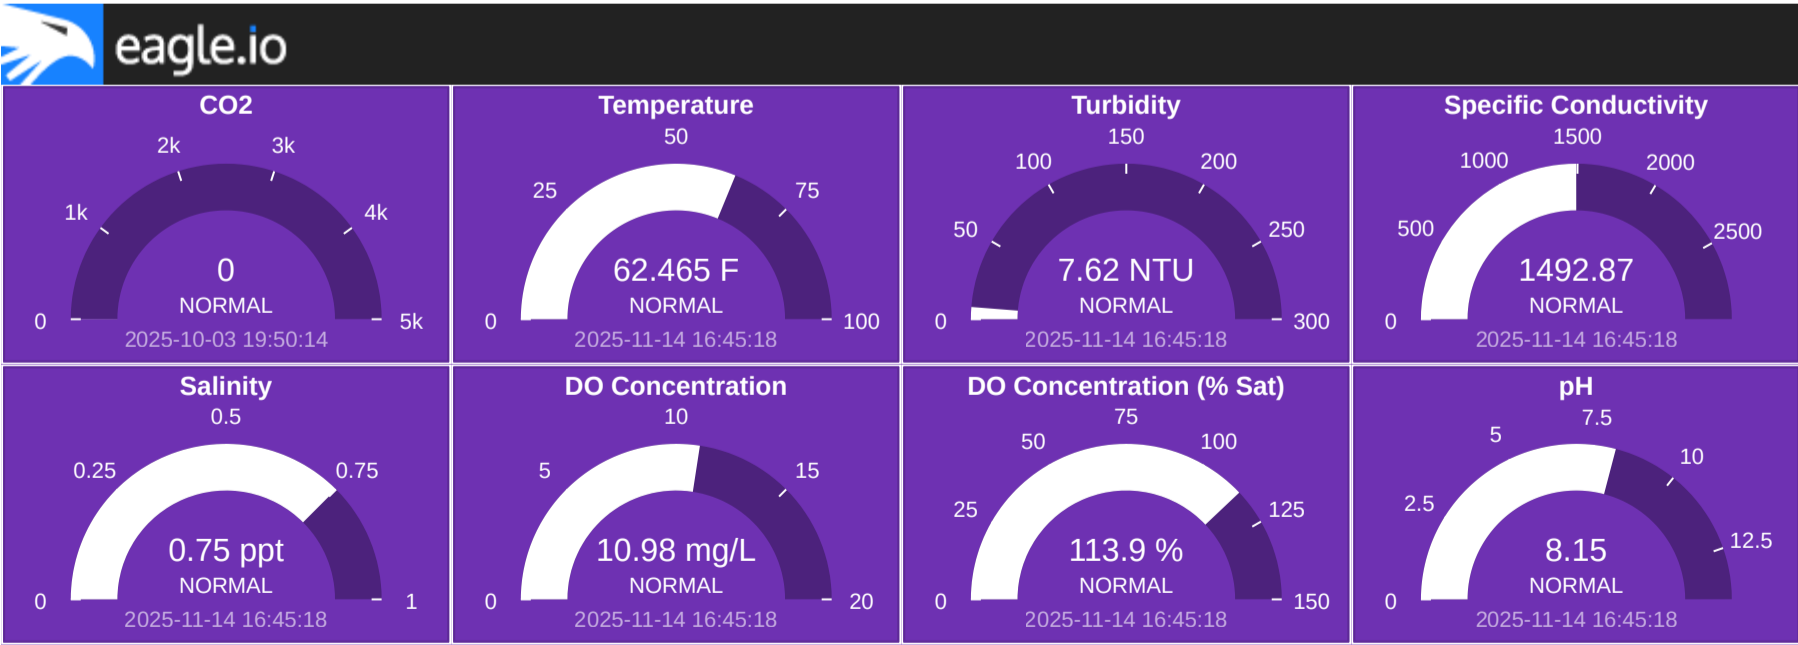 eagle.io
CO2
2k
3k
1k
4k
0
NORMAL
0
5k
2025-10-03 19:50:14
Temperature
50
25
75
62.465 F
NORMAL
0
100
2025-11-14 16:45:18
Turbidity
150
100
200
50
250
7.62 NTU
NORMAL
0
300
2025-11-14 16:45:18
Specific Conductivity
1500
1000
2000
500
2500
1492.87
NORMAL
0
2025-11-14 16:45:18
Salinity
0.5
0.25
0.75
0.75 ppt
NORMAL
0
1
2025-11-14 16:45:18
DO Concentration
10
5
15
10.98 mg/L
NORMAL
0
20
2025-11-14 16:45:18
DO Concentration (% Sat)
75
50
100
25
125
113.9 %
NORMAL
0
150
2025-11-14 16:45:18
pH
7.5
5
10
2.5
12.5
8.15
NORMAL
0
2025-11-14 16:45:18